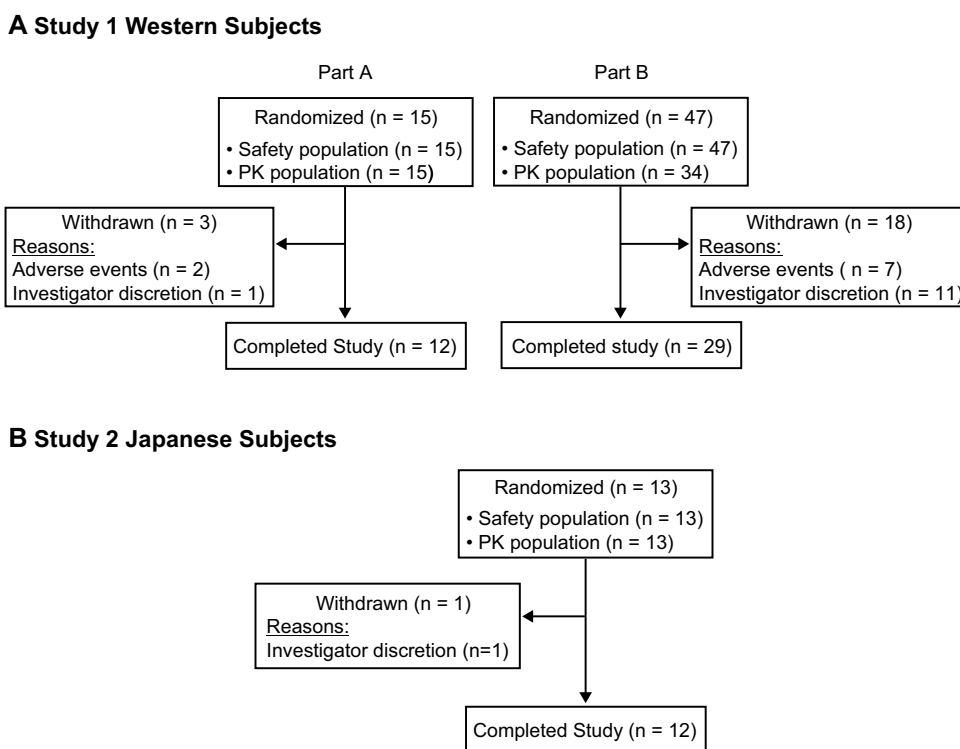 A Study 1 Western Subjects
Part A
Randomized (n = 15)
• Safety population (n = 15)
• PK population (n = 15)
Withdrawn (n = 3)
Reasons:
Adverse events (n = 2)
Investigator discretion (n = 1)
Completed Study (n = 12)
Part B
Randomized (n = 47)
• Safety population (n = 47)
• PK population (n = 34)
Withdrawn (n = 18)
Reasons:
Adverse events ( n = 7)
Investigator discretion (n = 11)
Completed study (n = 29)
B Study 2 Japanese Subjects
Randomized (n = 13)
• Safety population (n = 13)
• PK population (n = 13)
Withdrawn (n = 1)
Reasons:
Investigator discretion (n=1)
Completed Study (n = 12)